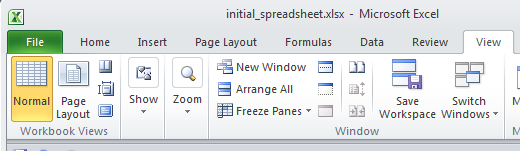 initial_spreadsheet.xlsx - Microsoft Excel
File Home Insert Page Layout Formulas Data Review View
Normal
Page Layout
Show
Zoom
New Window
Arrange All
Freeze Panes
Save Workspace
Switch Windows
Workbook Views
Window